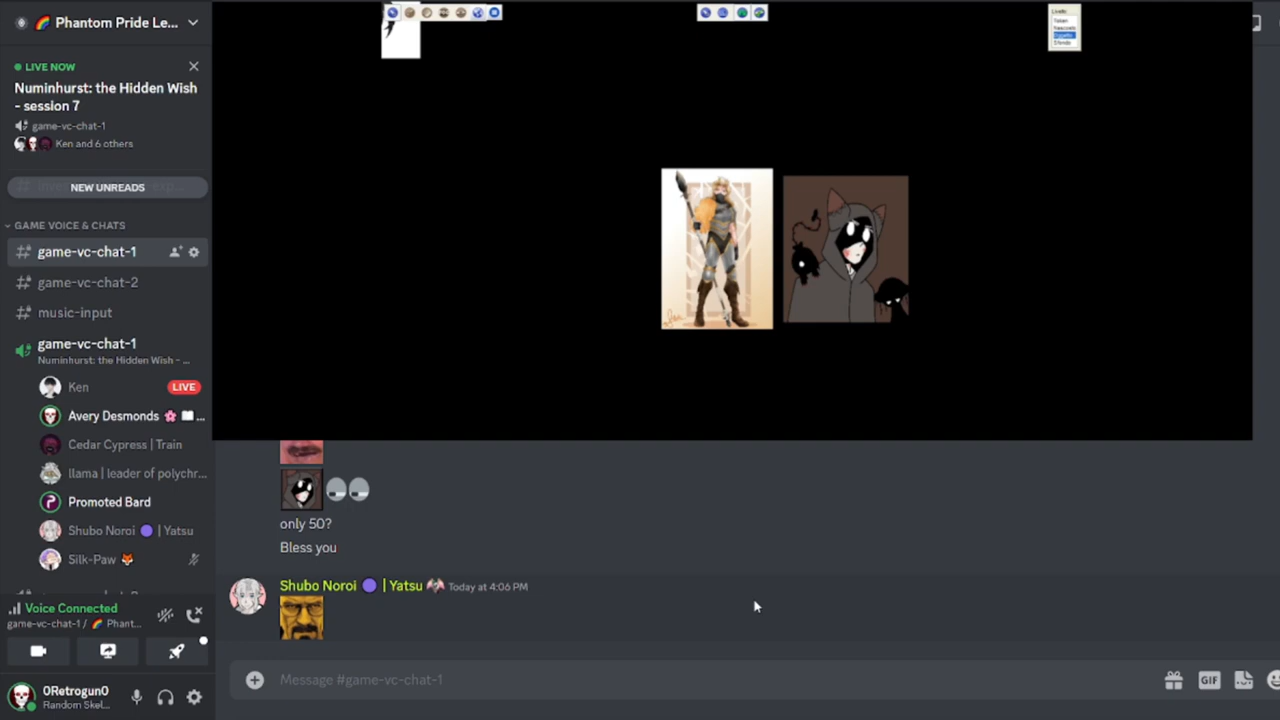 Phantom Pride Le...
LIVE NOW
Numinhurst: the Hidden Wish
- session 7
game-vc-chat-1
Ken and 6 others
NEW UNREADS
GAME VOICE & CHATS
game-vc-chat-1
game-vc-chat-2
music-input
game-vc-chat-1
Numinhurst: the Hidden Wish - ...
Ken
LIVE
Avery Desmonds ...
Cedar Cypress | Train
llama | leader of polychr...
Promoted Bard
Shubo Noroi | Yatsu
Silk-Paw
Voice Connected
game-vc-chat-1 / Phant...
0Retrogun0
Random Skel...
only 50?
Bless you
Shubo Noroi | Yatsu Today at 4:06 PM
Message #game-vc-chat-1
GIF